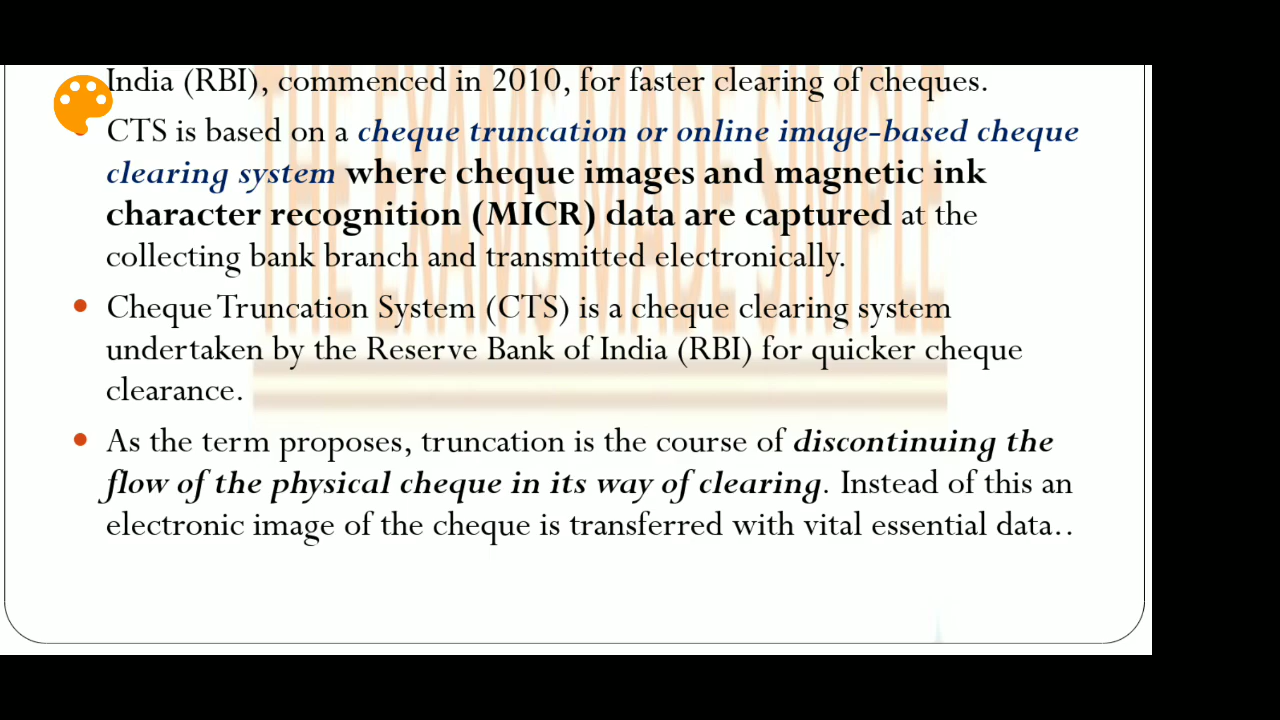 India (RBI), commenced in 2010, for faster clearing of cheques.
CTS is based on a cheque truncation or online image-based cheque
clearing system where cheque images and magnetic ink
character recognition (MICR) data are captured at the
collecting bank branch and transmitted electronically.
Cheque Truncation System (CTS) is a cheque clearing system
undertaken by the Reserve Bank of India (RBI) for quicker cheque
clearance.
As the term proposes, truncation is the course of discontinuing the
flow of the physical cheque in its way of clearing. Instead of this an
electronic image of the cheque is transferred with vital essential data..
THE EXAMS MADE SIMPLE